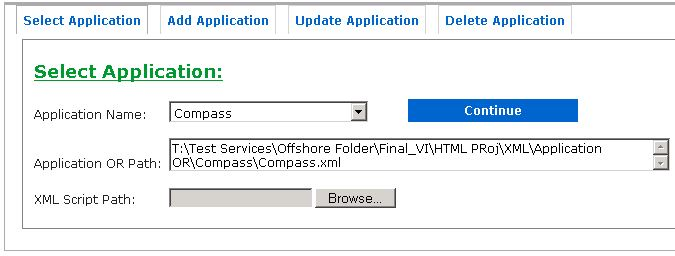 Select Application Add Application Update Application Delete Application
Select Application:
Application Name: Compass Continue
Application OR Path: T:\Test Services\Offshore Folder\Final_VI\HTML PRoj\XML\Application
OR\Compass\Compass.xml
XML Script Path: Browse...